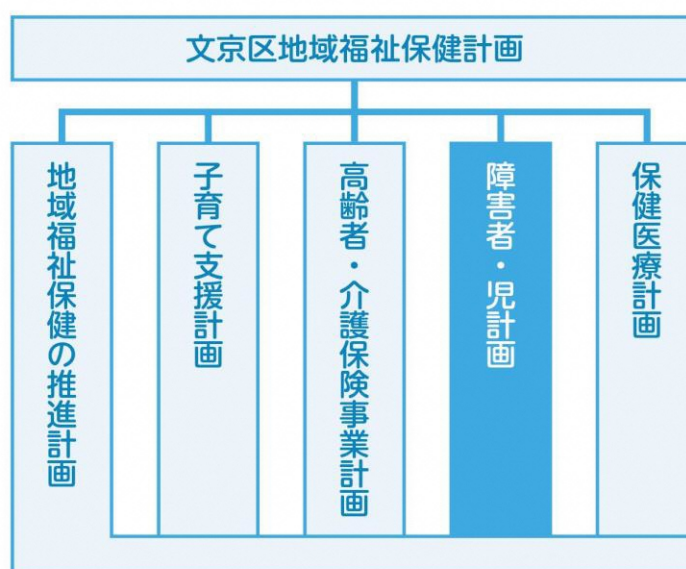 文京区地域福祉保健計画
地域福祉保健の推進計画
子育て支援計画
高齢者・介護保険事業計画
障害者・児計画
保健医療計画